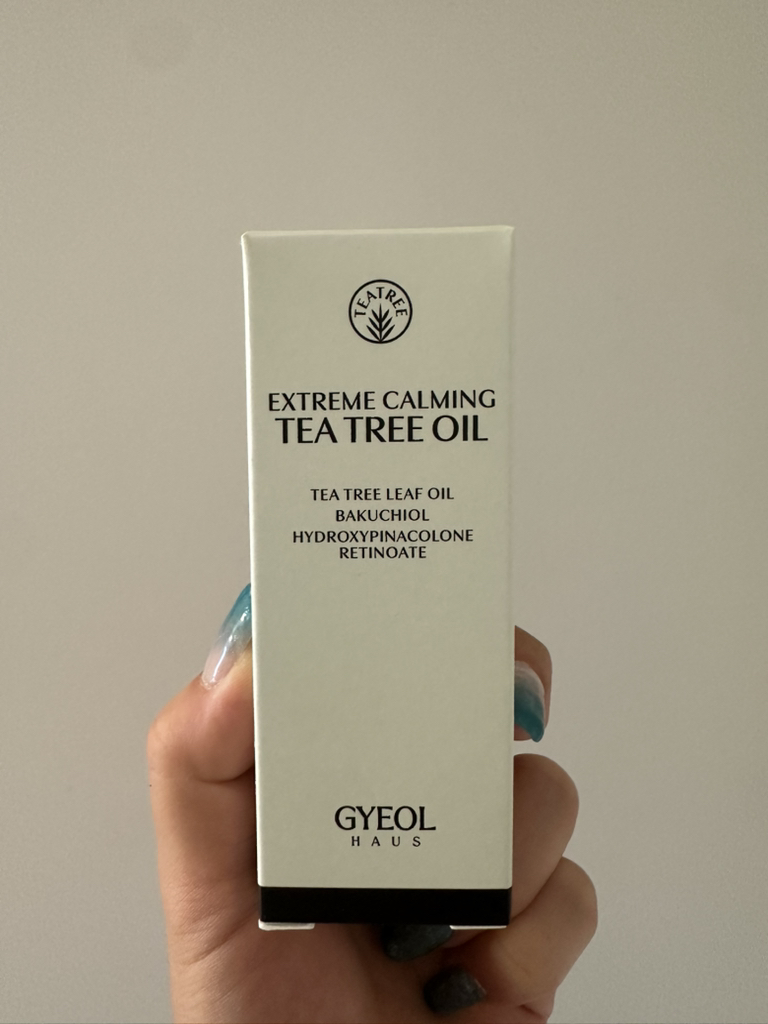 TEATREE
EXTREME CALMING
TEA TREE OIL
TEA TREE LEAF OIL
BAKUCHIOL
HYDROXYPINACOLONE
RETINOATE
GYEOL
HAUS